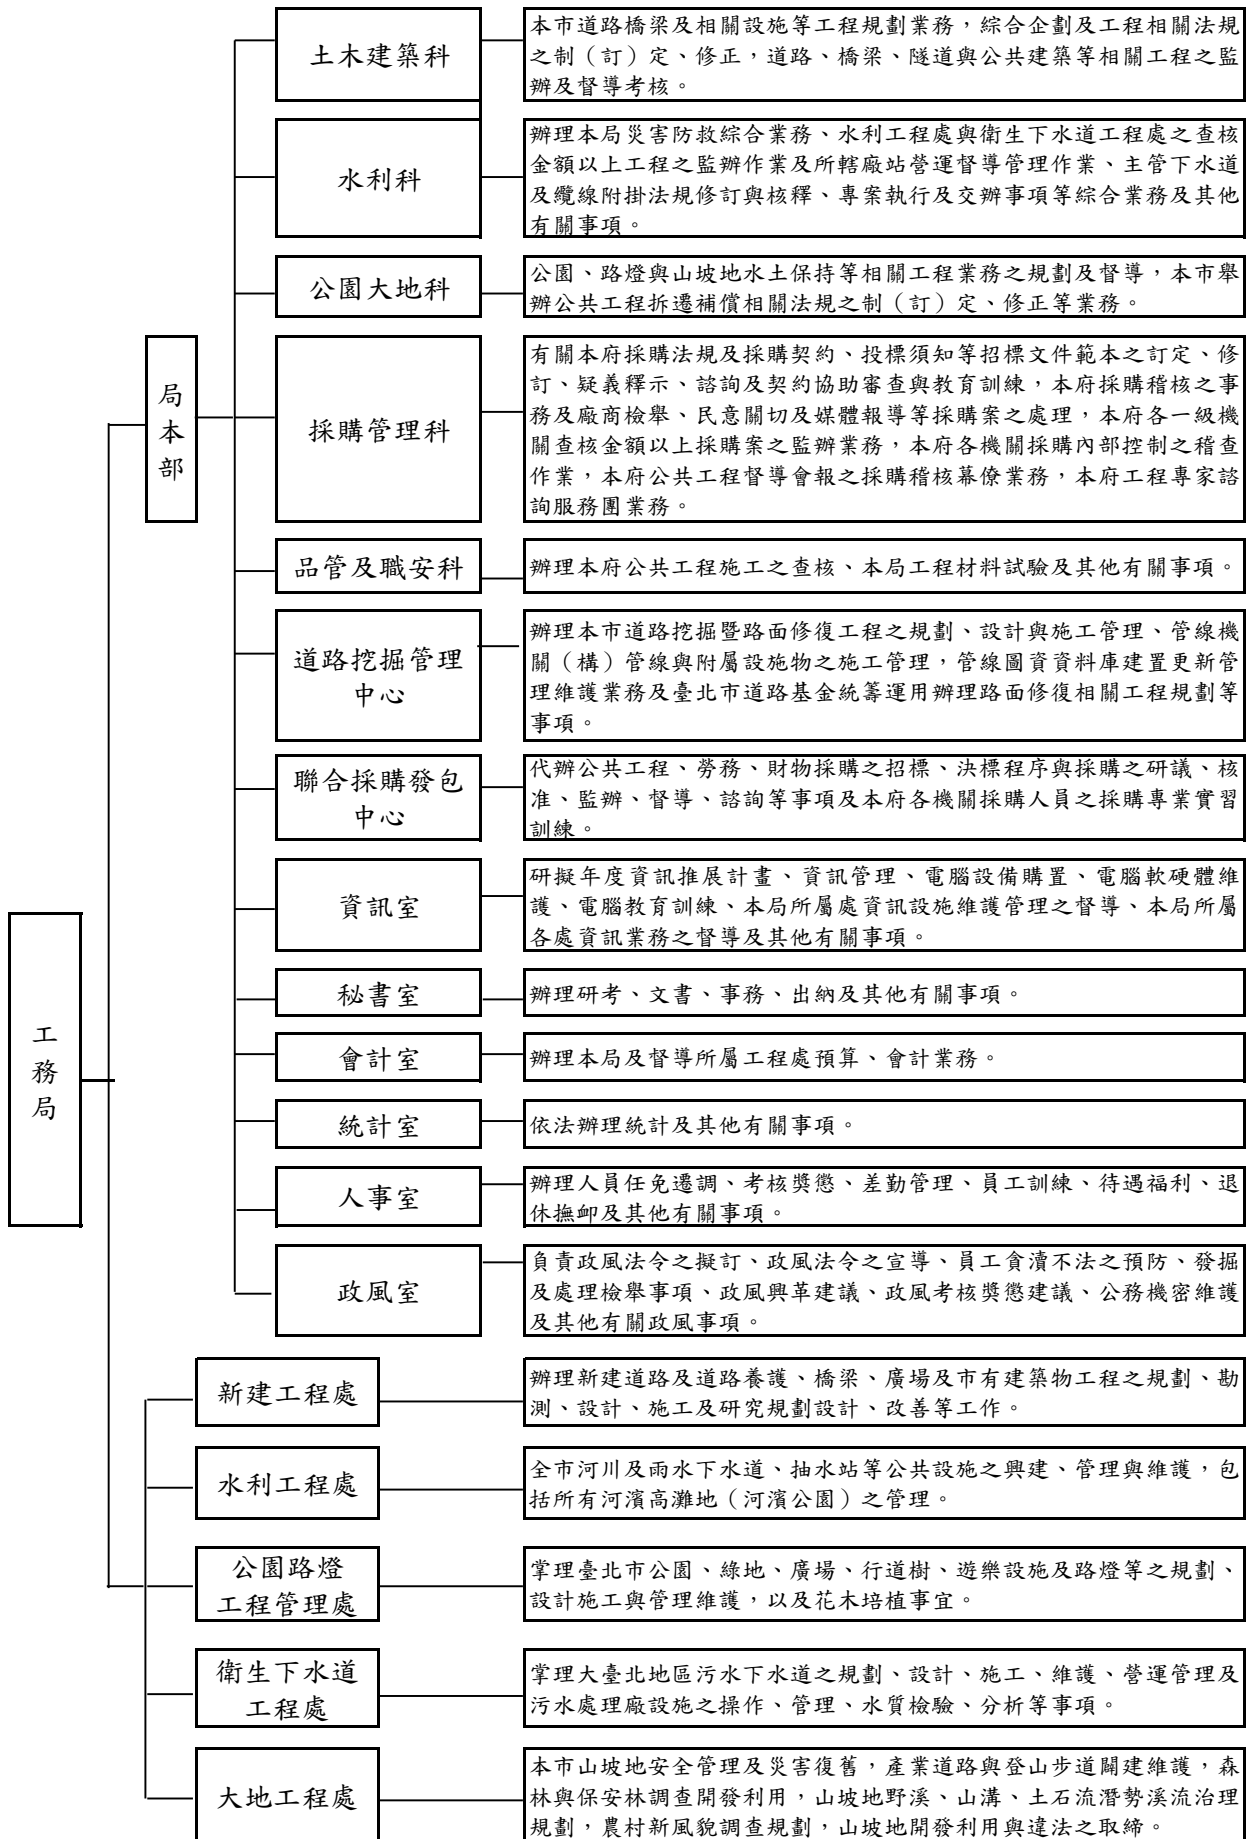 土木建築科
本市道路橋梁及相關設施等工程規劃業務，綜合企劃及工程相關法規
之制（訂）定、修正，道路、橋梁、隧道與公共建築等相關工程之監
辦及督導考核。
水利科
辦理本局災害防救綜合業務、水利工程處與衛生下水道工程處之查核
金額以上工程之監辦作業及所轄廠站營運督導管理作業、主管下水道
及纜線附掛法規修訂與核釋、專案執行及交辦事項等綜合業務及其他
有關事項。
公園大地科
公園、路燈與山坡地水土保持等相關工程業務之規劃及督導，本市舉
辦公共工程拆遷補償相關法規之制（訂）定、修正等業務。
局
本
部
採購管理科
有關本府採購法規及採購契約、投標須知等招標文件範本之訂定、修
訂、疑義釋示、諮詢及契約協助審查與教育訓練，本府採購稽核之事
務及廠商檢舉、民意關切及媒體報導等採購案之處理，本府各一級機
關查核金額以上採購案之監辦業務，本府各機關採購內部控制之稽查
作業，本府公共工程督導會報之採購稽核幕僚業務，本府工程專家諮
詢服務團業務。
品管及職安科
辦理本府公共工程施工之查核、本局工程材料試驗及其他有關事項。
道路挖掘管理
中心
辦理本市道路挖掘暨路面修復工程之規劃、設計與施工管理、管線機
關（構）管線與附屬設施物之施工管理，管線圖資資料庫建置更新管
理維護業務及臺北市道路基金統籌運用辦理路面修復相關工程規劃等
事項。
聯合採購發包
中心
代辦公共工程、勞務、財物採購之招標、決標程序與採購之研議、核
准、監辦、督導、諮詢等事項及本府各機關採購人員之採購專業實習
訓練。
資訊室
研擬年度資訊推展計畫、資訊管理、電腦設備購置、電腦軟硬體維
護、電腦教育訓練、本局所屬處資訊設施維護管理之督導、本局所屬
各處資訊業務之督導及其他有關事項。
工
務
局
秘書室
辦理研考、文書、事務、出納及其他有關事項。
會計室
辦理本局及督導所屬工程處預算、會計業務。
統計室
依法辦理統計及其他有關事項。
人事室
辦理人員任免遷調、考核獎懲、差勤管理、員工訓練、待遇福利、退
休撫卹及其他有關事項。
政風室
負責政風法令之擬訂、政風法令之宣導、員工貪瀆不法之預防、發掘
及處理檢舉事項、政風興革建議、政風考核獎懲建議、公務機密維護
及其他有關政風事項。
新建工程處
辦理新建道路及道路養護、橋梁、廣場及市有建築物工程之規劃、勘
測、設計、施工及研究規劃設計、改善等工作。
水利工程處
全市河川及雨水下水道、抽水站等公共設施之興建、管理與維護，包
括所有河濱高灘地（河濱公園）之管理。
公園路燈
工程管理處
掌理臺北市公園、綠地、廣場、行道樹、遊樂設施及路燈等之規劃、
設計施工與管理維護，以及花木培植事宜。
衛生下水道
工程處
掌理大臺北地區污水下水道之規劃、設計、施工、維護、營運管理及
污水處理廠設施之操作、管理、水質檢驗、分析等事項。
大地工程處
本市山坡地安全管理及災害復舊，產業道路與登山步道闢建維護，森
林與保安林調查開發利用，山坡地野溪、山溝、土石流潛勢溪流治理
規劃，農村新風貌調查規劃，山坡地開發利用與違法之取締。